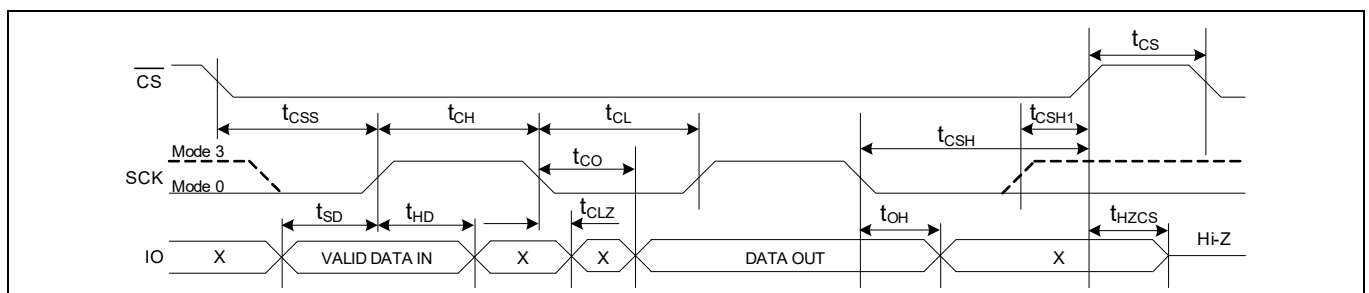 tCS
CS
tCSS
tCH
tCL
tCSH
tCSH1
Mode 3
SCK
Mode 0
tCO
tSD
tHD
tCLZ
tOH
tHZCS
IO
X
VALID DATA IN
X
X
DATA OUT
X
Hi-Z